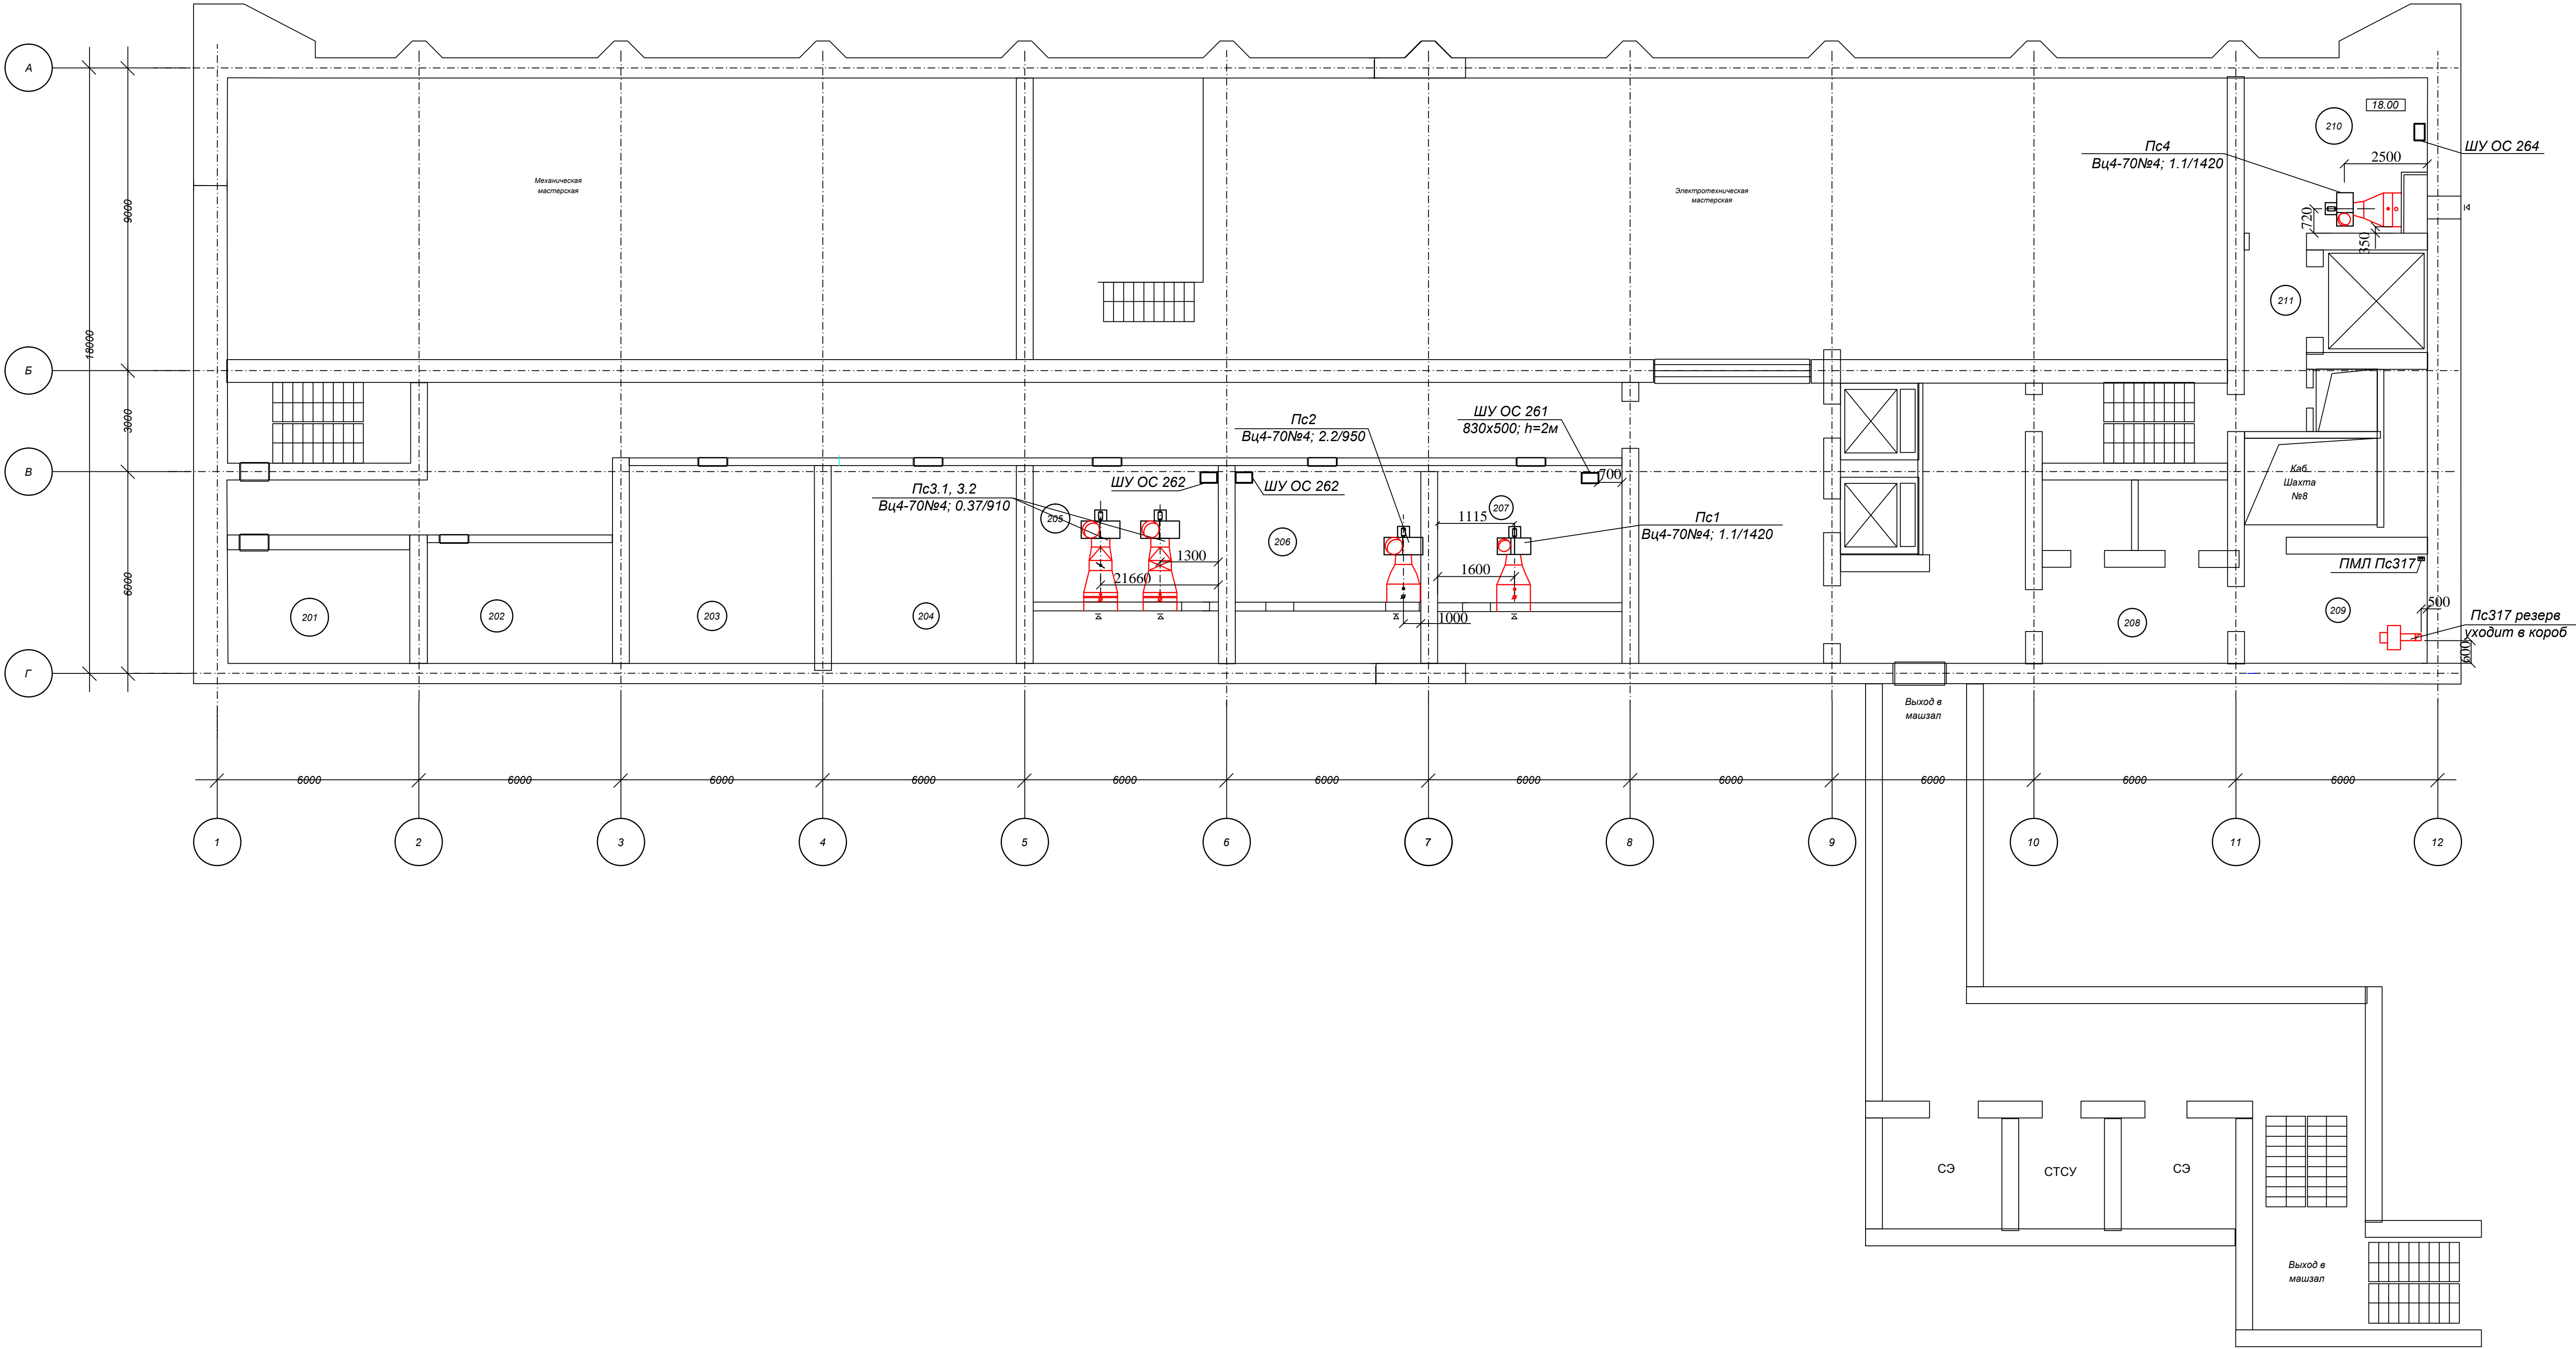 А
18.00
210
Пс4
Вц4-70№4; 1.1/1420
2500
ШУ ОС 264
Механическая
мастерская
Электротехническая
мастерская
9000
720
350
211
18000
Б
3000
Пс2
Вц4-70№4; 2.2/950
ШУ ОС 261
830х500; h=2м
В
700
Каб.
Шахта
№8
Пс3.1, 3.2
Вц4-70№4; 0.37/910
ШУ ОС 262
ШУ ОС 262
205
207
1115
Пс1
Вц4-70№4; 1.1/1420
206
1300
1600
21660
ПМЛ Пс317
6000
201
202
203
204
1000
208
209
500
Пс317 резерв
уходит в короб
600
Г
Выход в
машзал
6000
6000
6000
6000
6000
6000
6000
6000
6000
6000
6000
1
2
3
4
5
6
7
8
9
10
11
12
СЭ
СТСУ
СЭ
Выход в
машзал